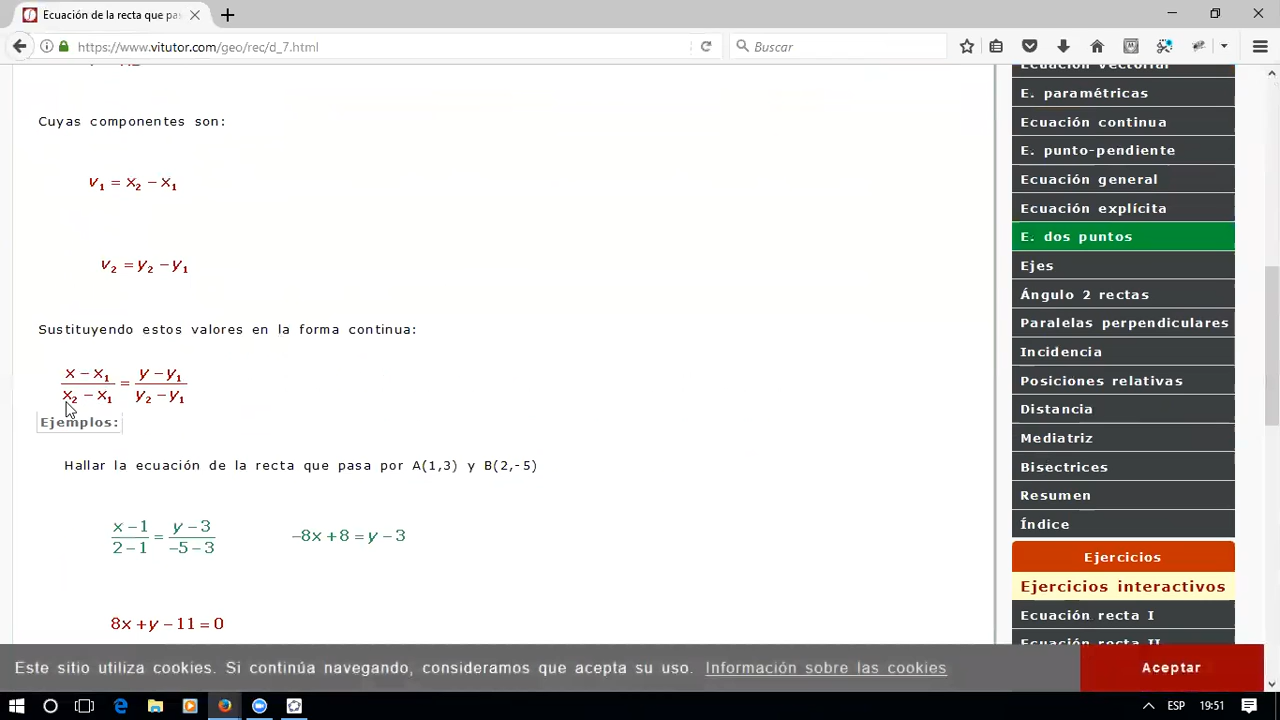 Ecuación de la recta que pa
https://www.vitutor.com/geo/rec/d_7.html
Buscar
Cuyas componentes son:
v₁ = x₂ − x₁
v₂ = y₂ − y₁
Sustituyendo estos valores en la forma continua:
x − x₁ / x₂ − x₁ = y − y₁ / y₂ − y₁
Ejemplos:
Hallar la ecuación de la recta que pasa por A(1,3) y B(2,-5)
x − 1 / 2 − 1 = y − 3 / −5 − 3
−8x + 8 = y − 3
8x + y − 11 = 0
Ecuación vectorial
E. paramétricas
Ecuación continua
E. punto-pendiente
Ecuación general
Ecuación explícita
E. dos puntos
Ejes
Ángulo 2 rectas
Paralelas perpendiculares
Incidencia
Posiciones relativas
Distancia
Mediatriz
Bisectrices
Resumen
Índice
Ejercicios
Ejercicios interactivos
Ecuación recta I
Ecuación recta II
Este sitio utiliza cookies. Si continúa navegando, consideramos que acepta su uso. Información sobre las cookies
Aceptar
ESP 19:51